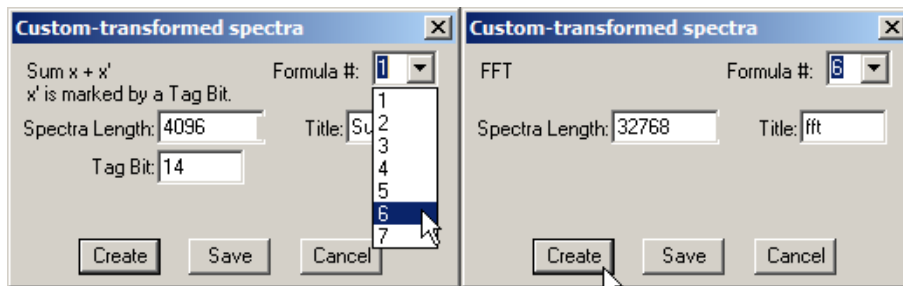 Custom-transformed spectra
Sum x + x'
x' is marked by a Tag Bit.
Formula #: 1
1
2
3
4
5
6
7
Spectra Length: 4096
Title: Su
Tag Bit: 14
Create Save Cancel
Custom-transformed spectra
FFT
Formula #: 6
Spectra Length: 32768
Title: fft
Create Save Cancel